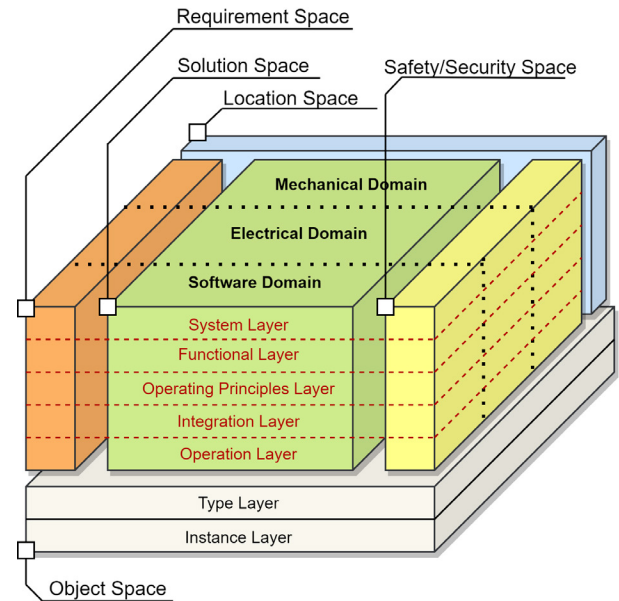 Requirement Space
Solution Space
Safety/Security Space
Location Space
Mechanical Domain
Electrical Domain
Software Domain
System Layer
Functional Layer
Operating Principles Layer
Integration Layer
Operation Layer
Type Layer
Instance Layer
Object Space